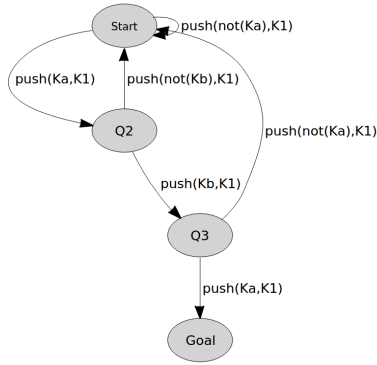 Start
push(not(Ka),K1)
push(Ka,K1)
push(not(Kb),K1)
Q2
push(not(Ka),K1)
push(Kb,K1)
Q3
push(Ka,K1)
Goal